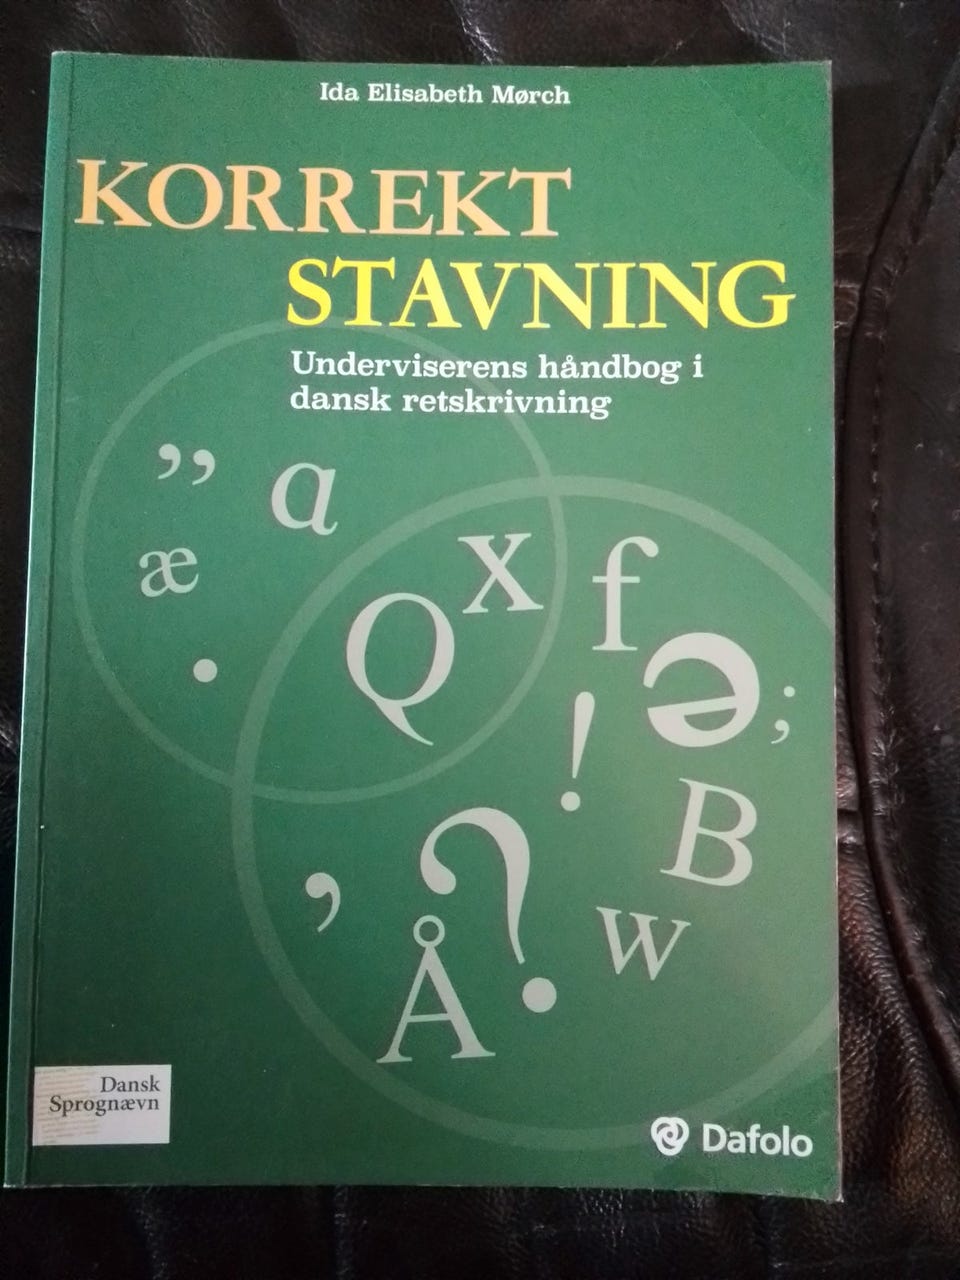 Ida Elisabeth Mørch
KORREKT
STAVNING
Underviserens håndbog i
dansk retskrivning
” a
æ
x f
Q
.
ə ;
!
B
, ?
w
Å
Dansk
Sprognævn
Dafolo